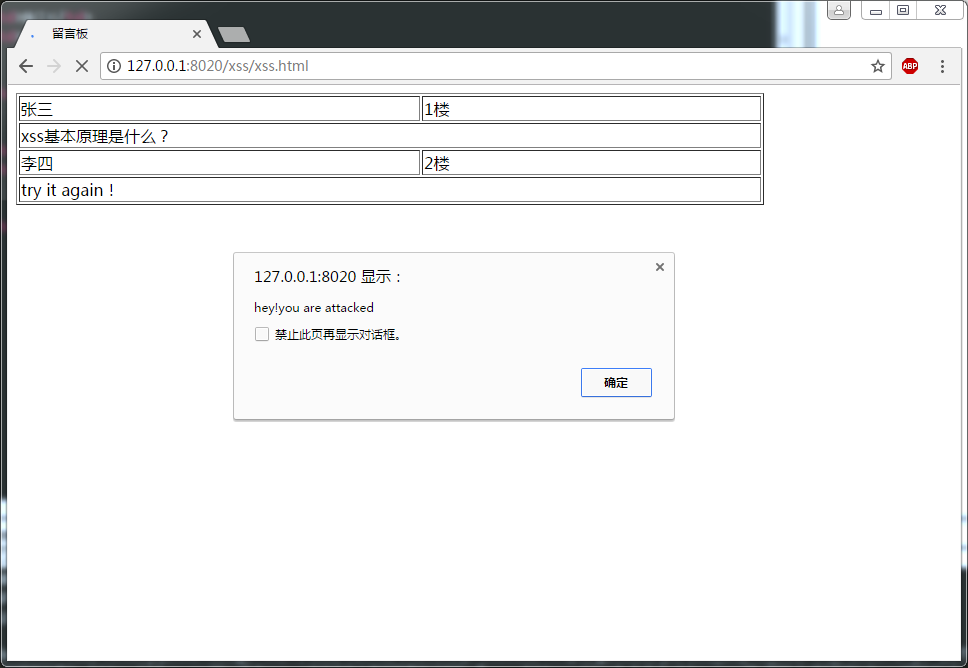 留言板
127.0.0.1:8020/xss/xss.html
ABP
张三 1楼
xss基本原理是什么？
李四 2楼
try it again！
127.0.0.1:8020 显示：
hey!you are attacked
禁止此页再显示对话框。
确定